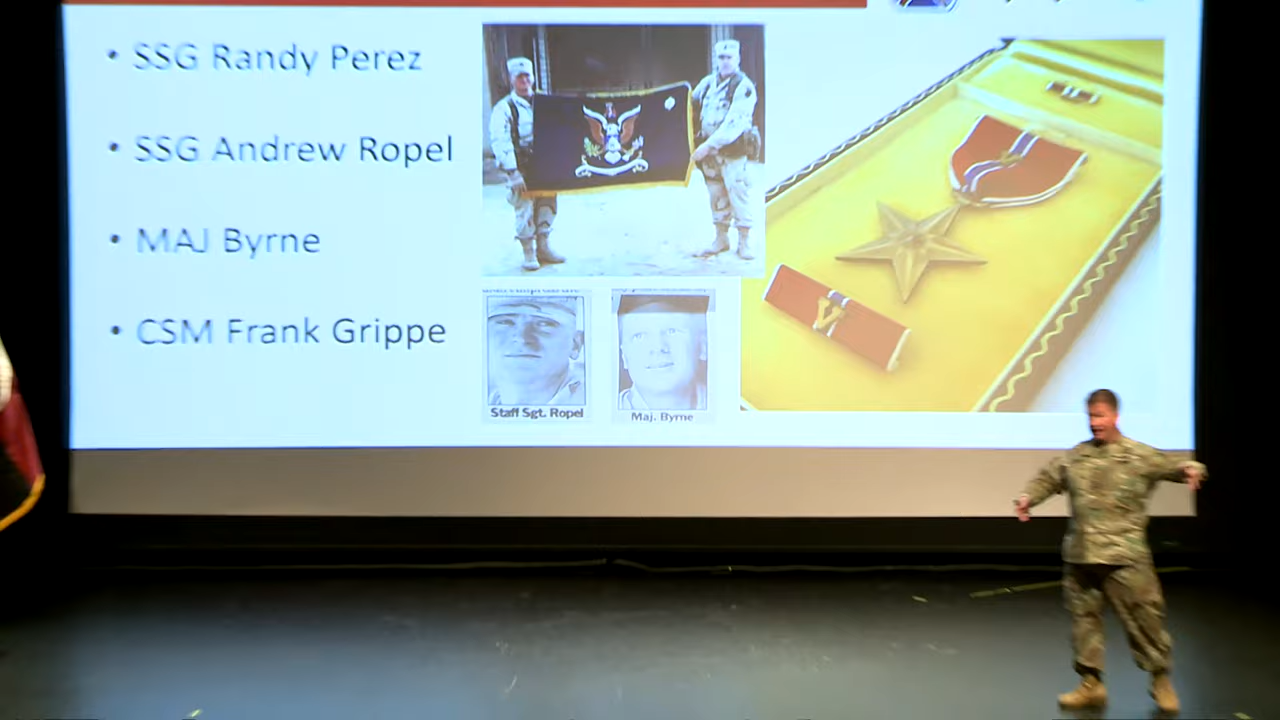 • SSG Randy Perez
• SSG Andrew Ropel
• MAJ Byrne
• CSM Frank Grippe
Staff Sgt. Ropel
Maj. Byrne
V